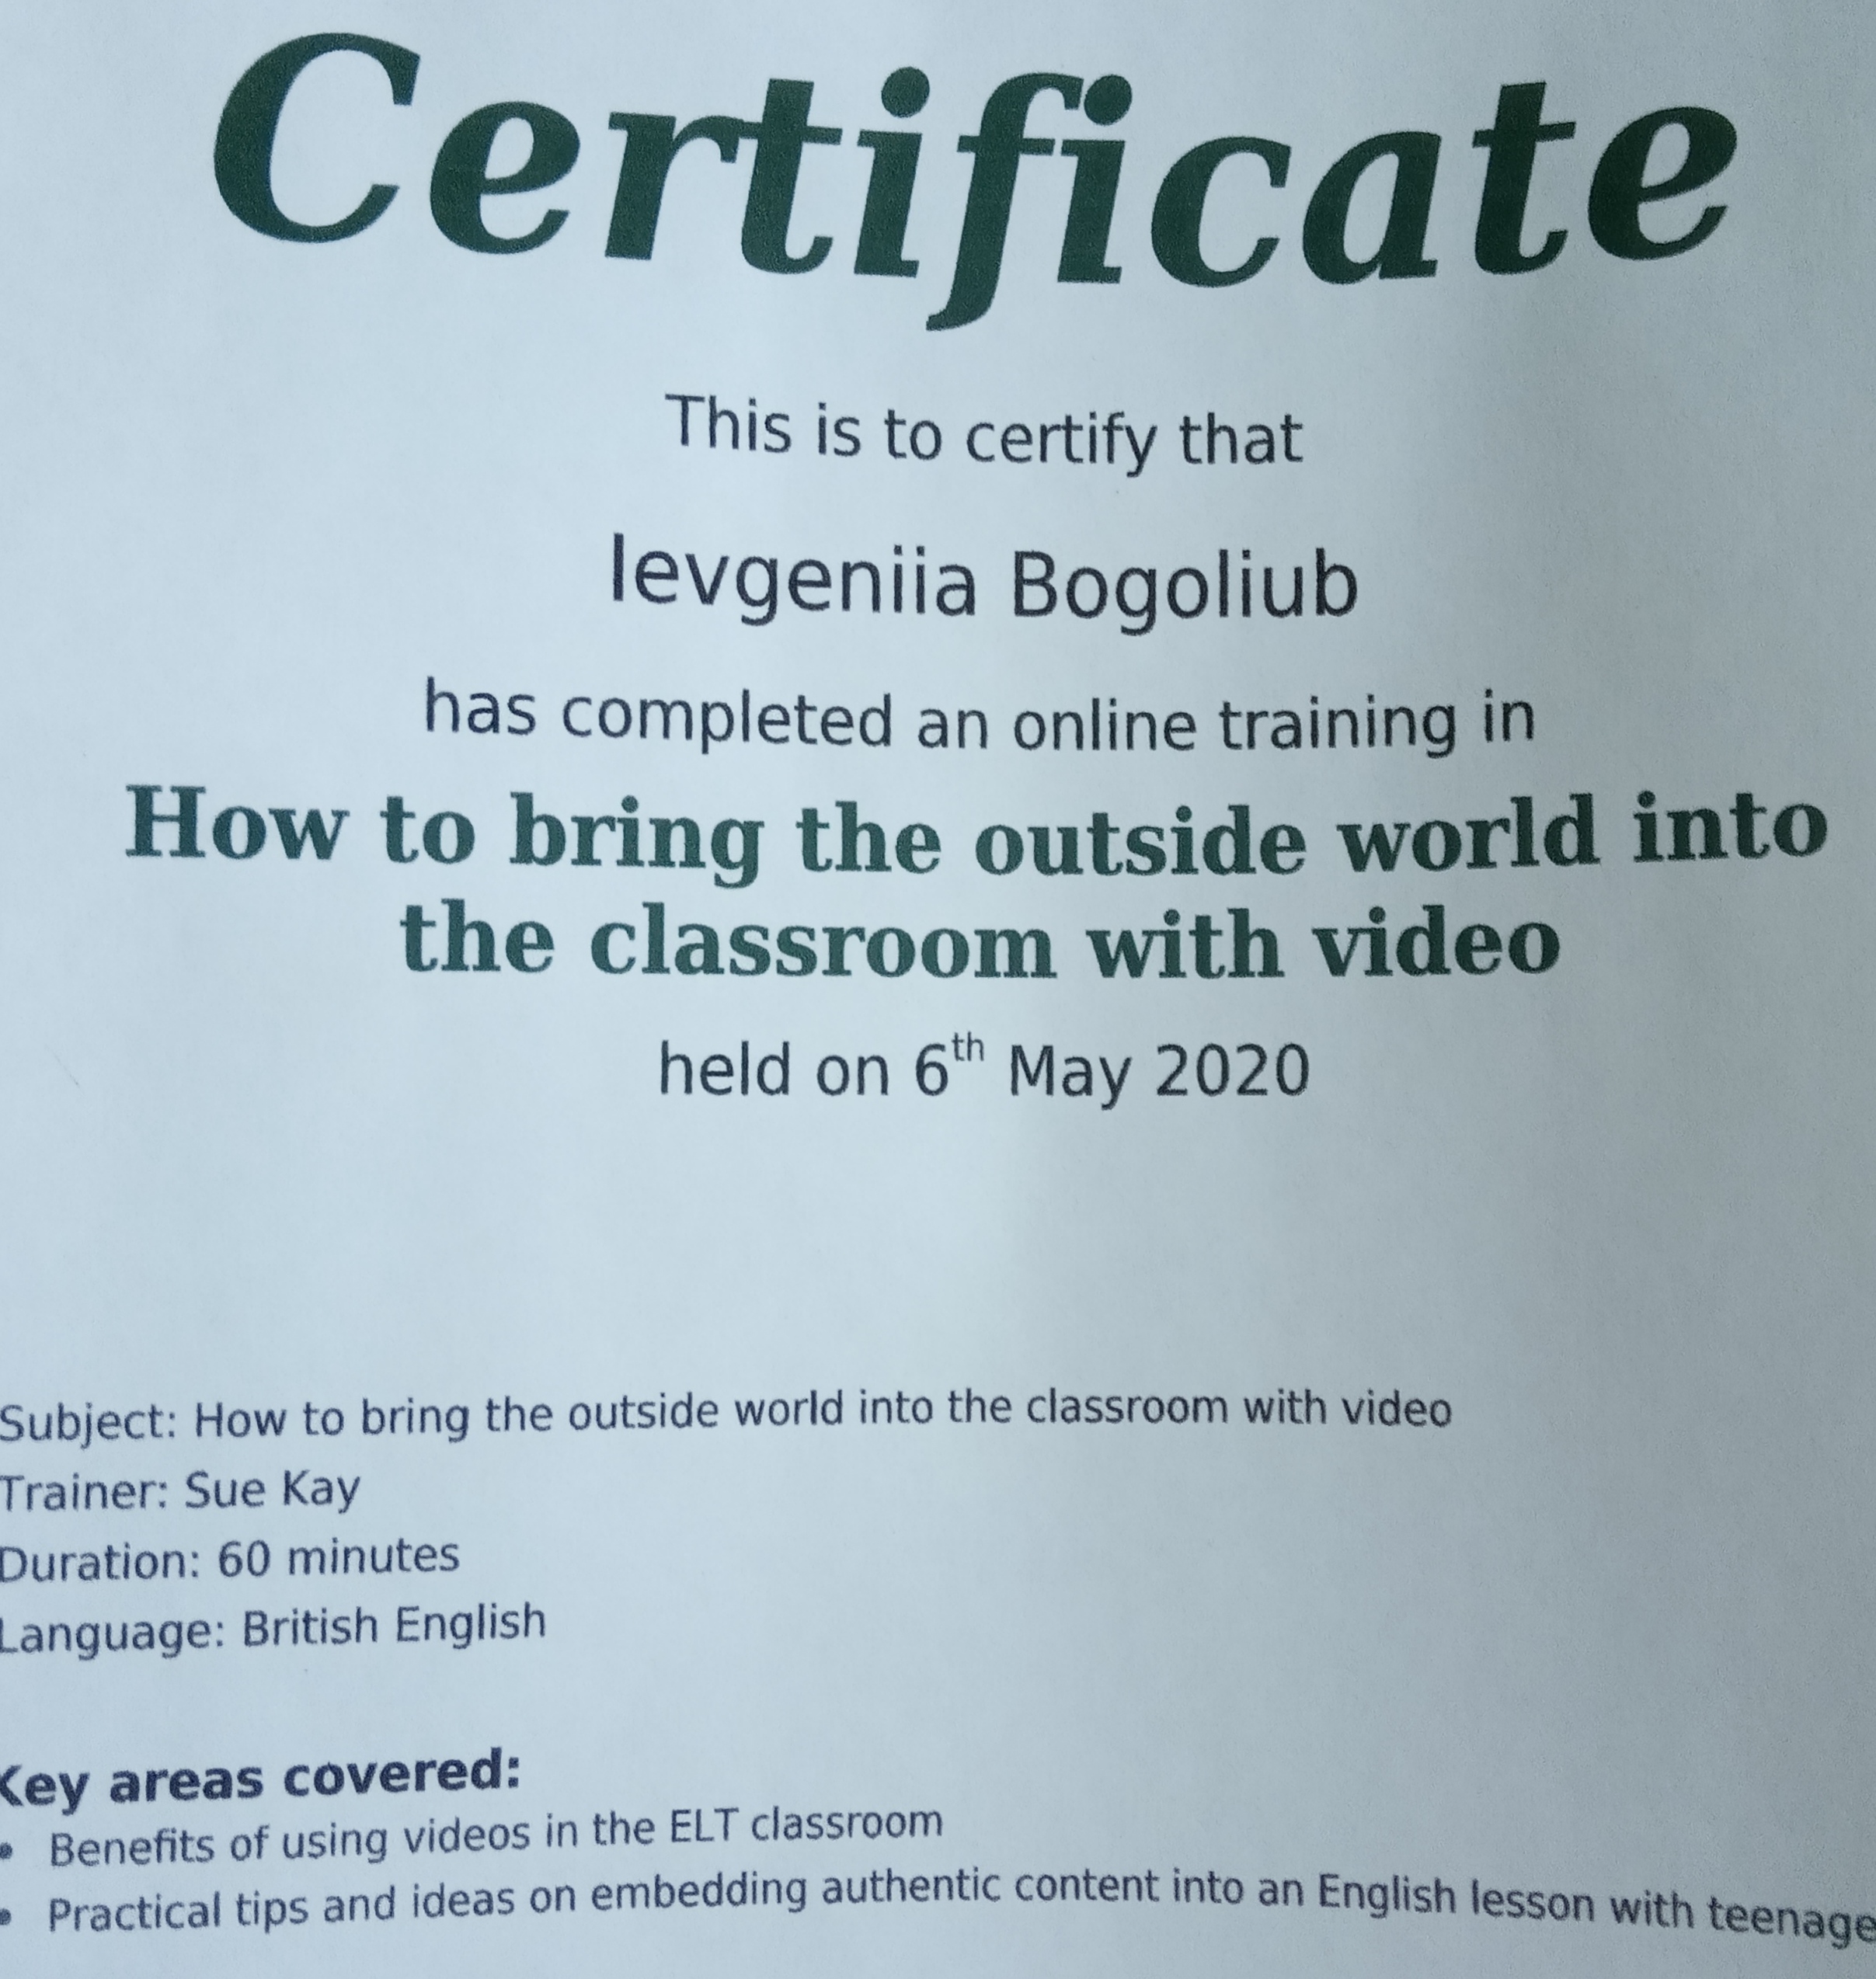 Certificate
This is to certify that
Ievgeniia Bogoliub
has completed an online training in
How to bring the outside world into
the classroom with video
held on 6th May 2020
Subject: How to bring the outside world into the classroom with video
Trainer: Sue Kay
Duration: 60 minutes
Language: British English
Key areas covered:
• Benefits of using videos in the ELT classroom
• Practical tips and ideas on embedding authentic content into an English lesson with teenage